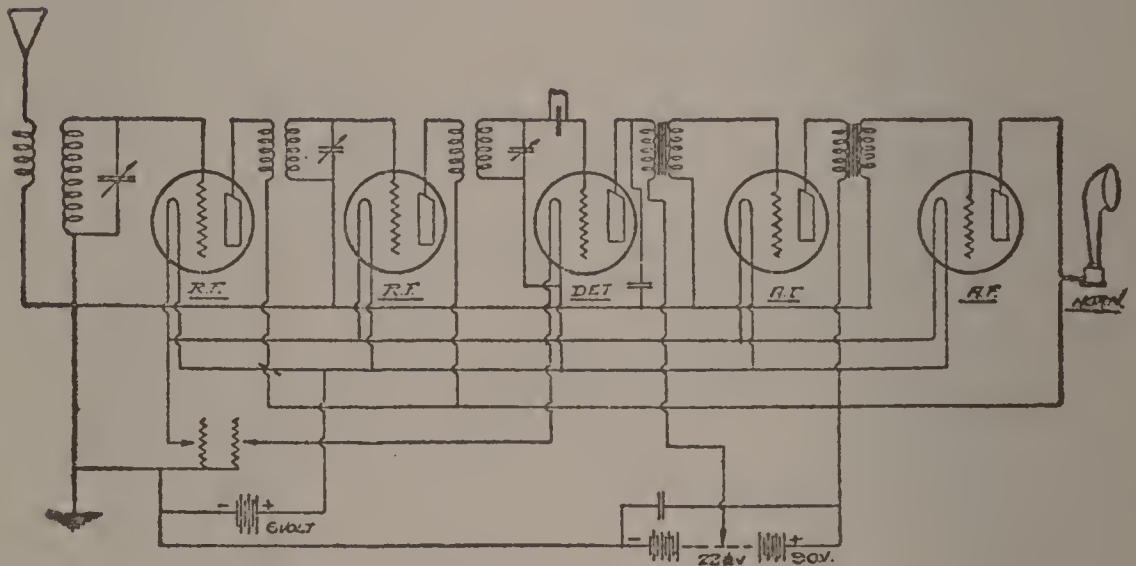 R.F.
R.F.
DET
A.F.
A.F.
HORN
- +
6 VOLT
- +
22½V 90V.